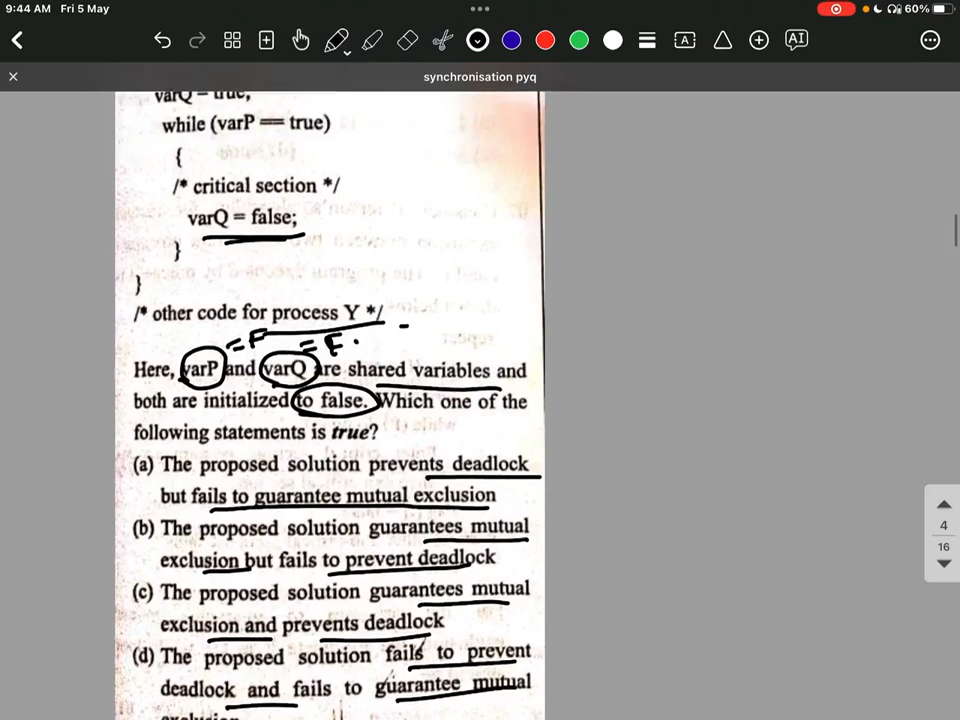 9:44 AM Fri 5 May
60%
A
AI
synchronisation pyq
varQ = true;
while (varP == true)
{
/* critical section */
varQ = false;
}
}
/* other code for process Y */
= F = F.
Here, varP and varQ are shared variables and
both are initialized to false. Which one of the
following statements is true?
(a) The proposed solution prevents deadlock
but fails to guarantee mutual exclusion
(b) The proposed solution guarantees mutual
exclusion but fails to prevent deadlock
(c) The proposed solution guarantees mutual
exclusion and prevents deadlock
(d) The proposed solution fails to prevent
deadlock and fails to guarantee mutual
4
16